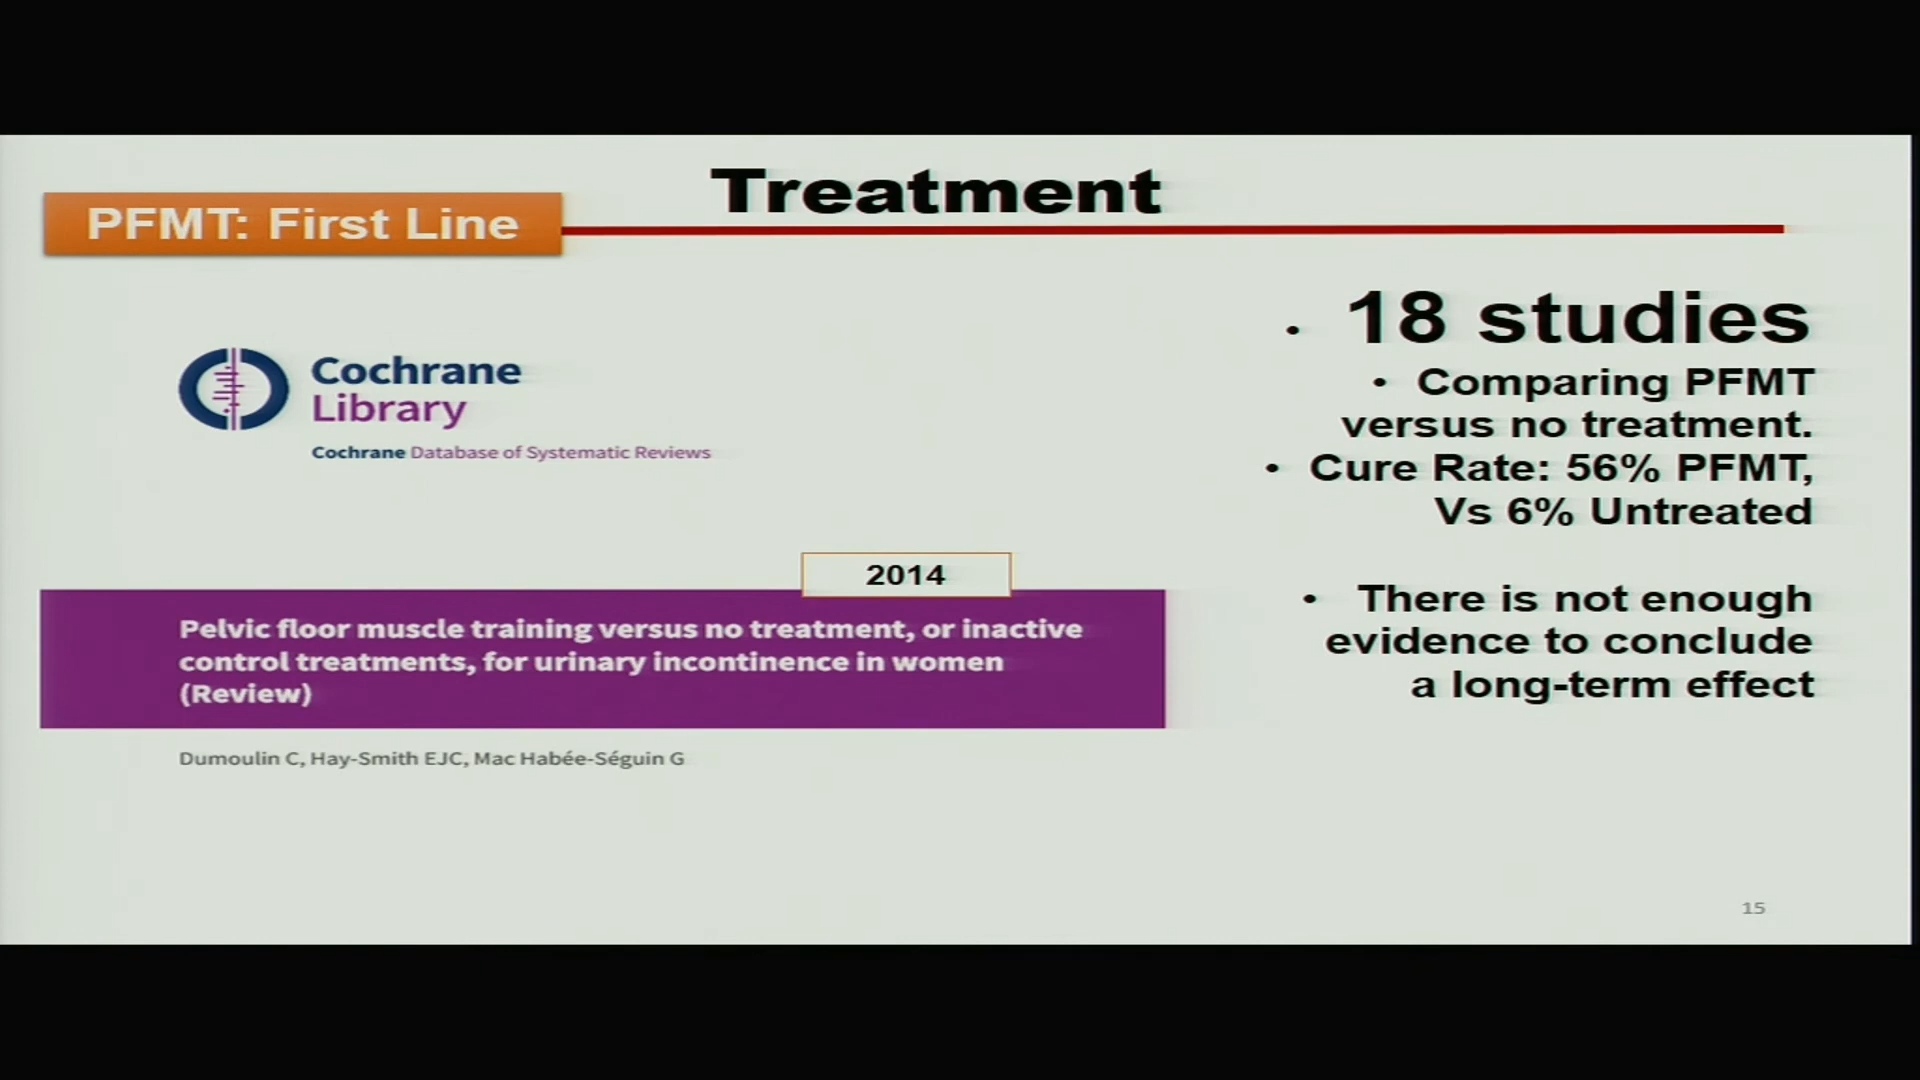 Treatment
PFMT: First Line
Cochrane
Library
Cochrane Database of Systematic Reviews
2014
Pelvic floor muscle training versus no treatment, or inactive
control treatments, for urinary incontinence in women
(Review)
Dumoulin C, Hay-Smith EJC, Mac Habée-Séguin G
• 18 studies
• Comparing PFMT
versus no treatment.
• Cure Rate: 56% PFMT,
Vs 6% Untreated
• There is not enough
evidence to conclude
a long-term effect
15